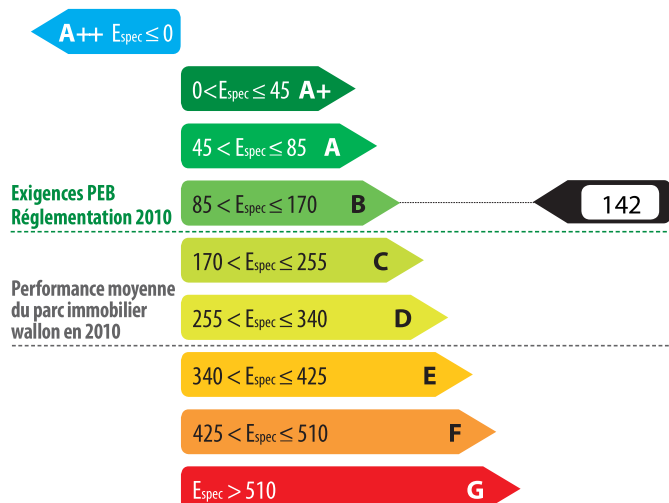 A++ Espec ≤ 0
0 < Espec ≤ 45 A+
45 < Espec ≤ 85 A
Exigences PEB
Réglementation 2010
85 < Espec ≤ 170 B
142
170 < Espec ≤ 255 C
Performance moyenne
du parc immobilier
wallon en 2010
255 < Espec ≤ 340 D
340 < Espec ≤ 425 E
425 < Espec ≤ 510 F
Espec > 510 G